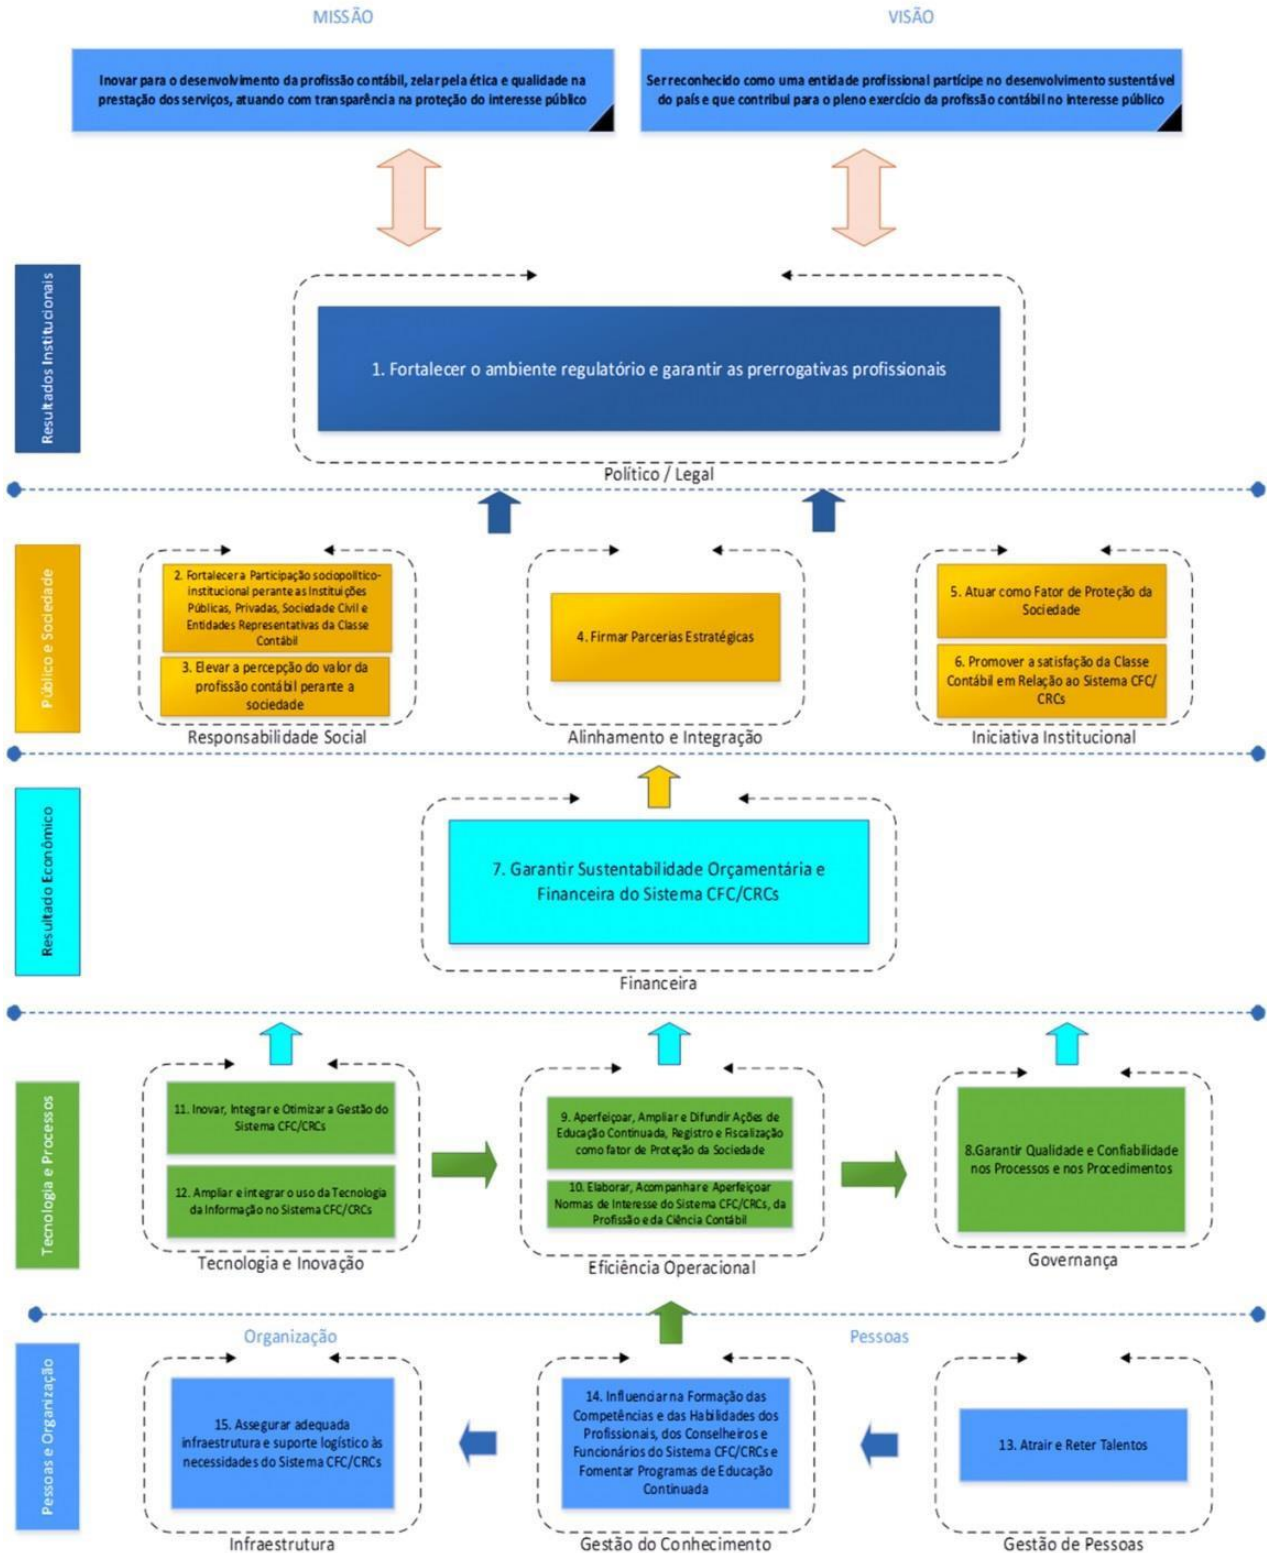 MISSÃO
VISÃO
Inovar para o desenvolvimento da profissão contábil, zelar pela ética e qualidade na
prestação dos serviços, atuando com transparência na proteção do interesse público
Ser reconhecido como uma entidade profissional partícipe no desenvolvimento sustentável
do país e que contribui para o pleno exercício da profissão contábil no interesse público
Resultados Institucionais
1. Fortalecer o ambiente regulatório e garantir as prerrogativas profissionais
Político / Legal
Público e Sociedade
2. Fortalecer a Participação sociopolítico-
institucional perante as Instituições
Públicas, Privadas, Sociedade Civil e
Entidades Representativas da Classe
Contábil
3. Elevar a percepção do valor da
profissão contábil perante a
sociedade
Responsabilidade Social
4. Firmar Parcerias Estratégicas
Alinhamento e Integração
5. Atuar como Fator de Proteção da
Sociedade
6. Promover a satisfação da Classe
Contábil em Relação ao Sistema CFC/
CRCs
Iniciativa Institucional
Resultado Econômico
7. Garantir Sustentabilidade Orçamentária e
Financeira do Sistema CFC/CRCs
Financeira
Tecnologia e Processos
11. Inovar, Integrar e Otimizar a Gestão do
Sistema CFC/CRCs
12. Ampliar e integrar o uso da Tecnologia
da Informação no Sistema CFC/CRCs
Tecnologia e Inovação
9. Aperfeiçoar, Ampliar e Difundir Ações de
Educação Continuada, Registro e Fiscalização
como fator de Proteção da Sociedade
10. Elaborar, Acompanhar e Aperfeiçoar
Normas de Interesse do Sistema CFC/CRCs, da
Profissão e da Ciência Contábil
Eficiência Operacional
8.Garantir Qualidade e Confiabilidade
nos Processos e nos Procedimentos
Governança
Pessoas e Organização
Organização
Pessoas
15. Assegurar adequada
infraestrutura e suporte logístico às
necessidades do Sistema CFC/CRCs
Infraestrutura
14. Influenciar na Formação das
Competências e das Habilidades dos
Profissionais, dos Conselheiros e
Funcionários do Sistema CFC/CRCs e
Fomentar Programas de Educação
Continuada
Gestão do Conhecimento
13. Atrair e Reter Talentos
Gestão de Pessoas